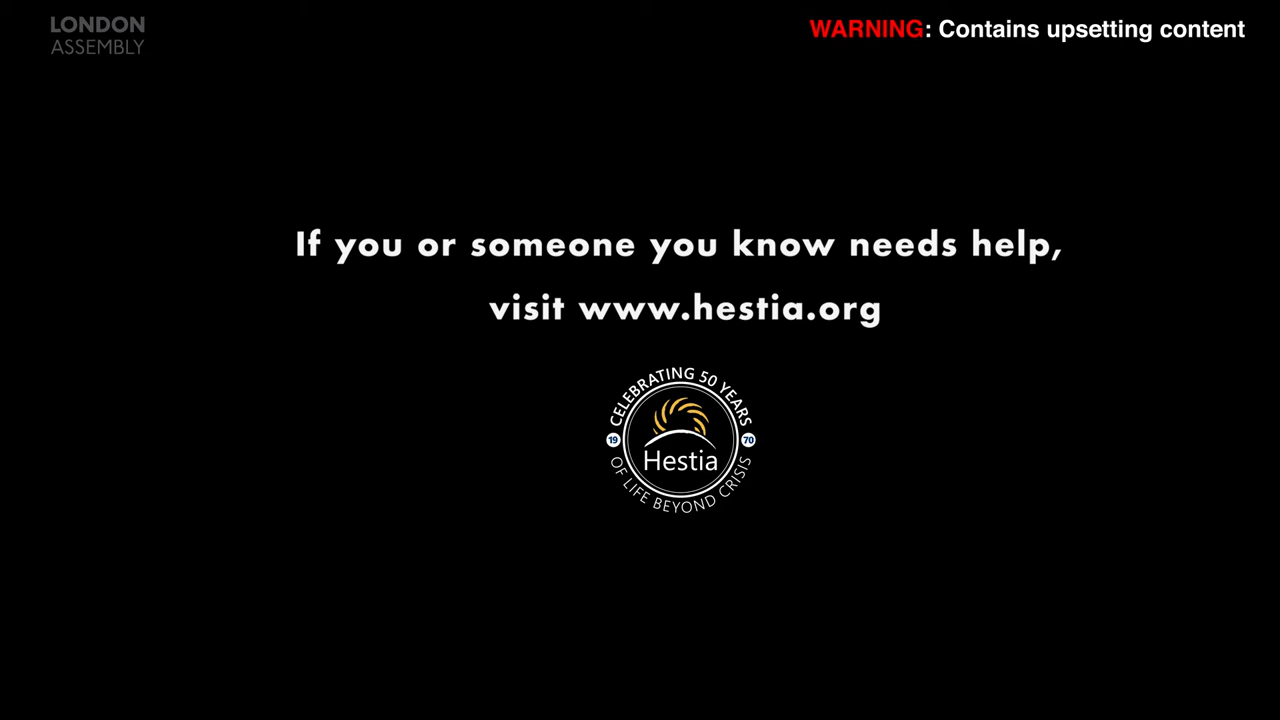 LONDON
ASSEMBLY
WARNING: Contains upsetting content
If you or someone you know needs help,
visit www.hestia.org
CELEBRATING 50 YEARS
19
70
Hestia
OF LIFE BEYOND CRISIS